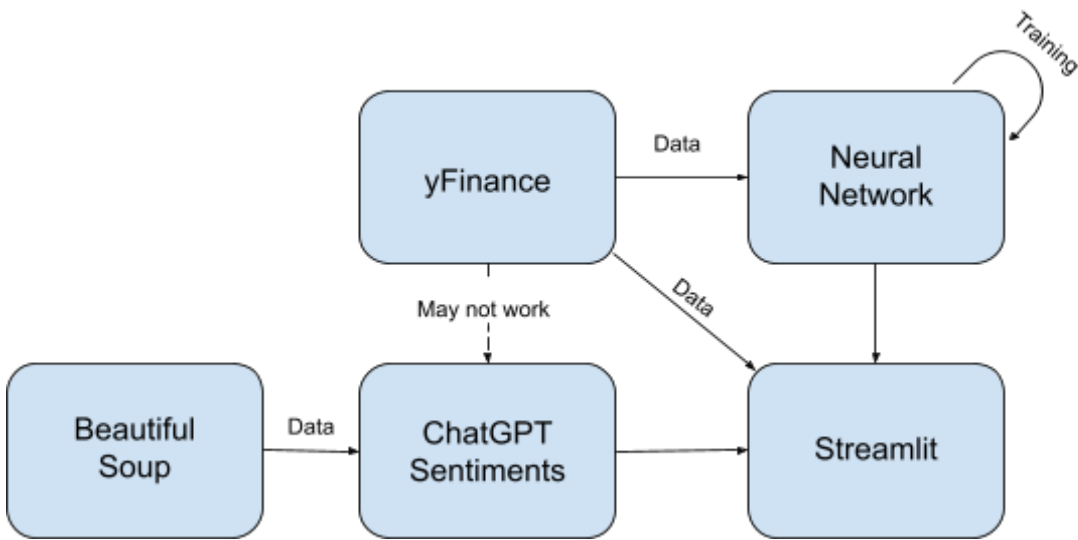 Training
yFinance
Data
Neural
Network
May not work
Data
Beautiful
Soup
Data
ChatGPT
Sentiments
Streamlit